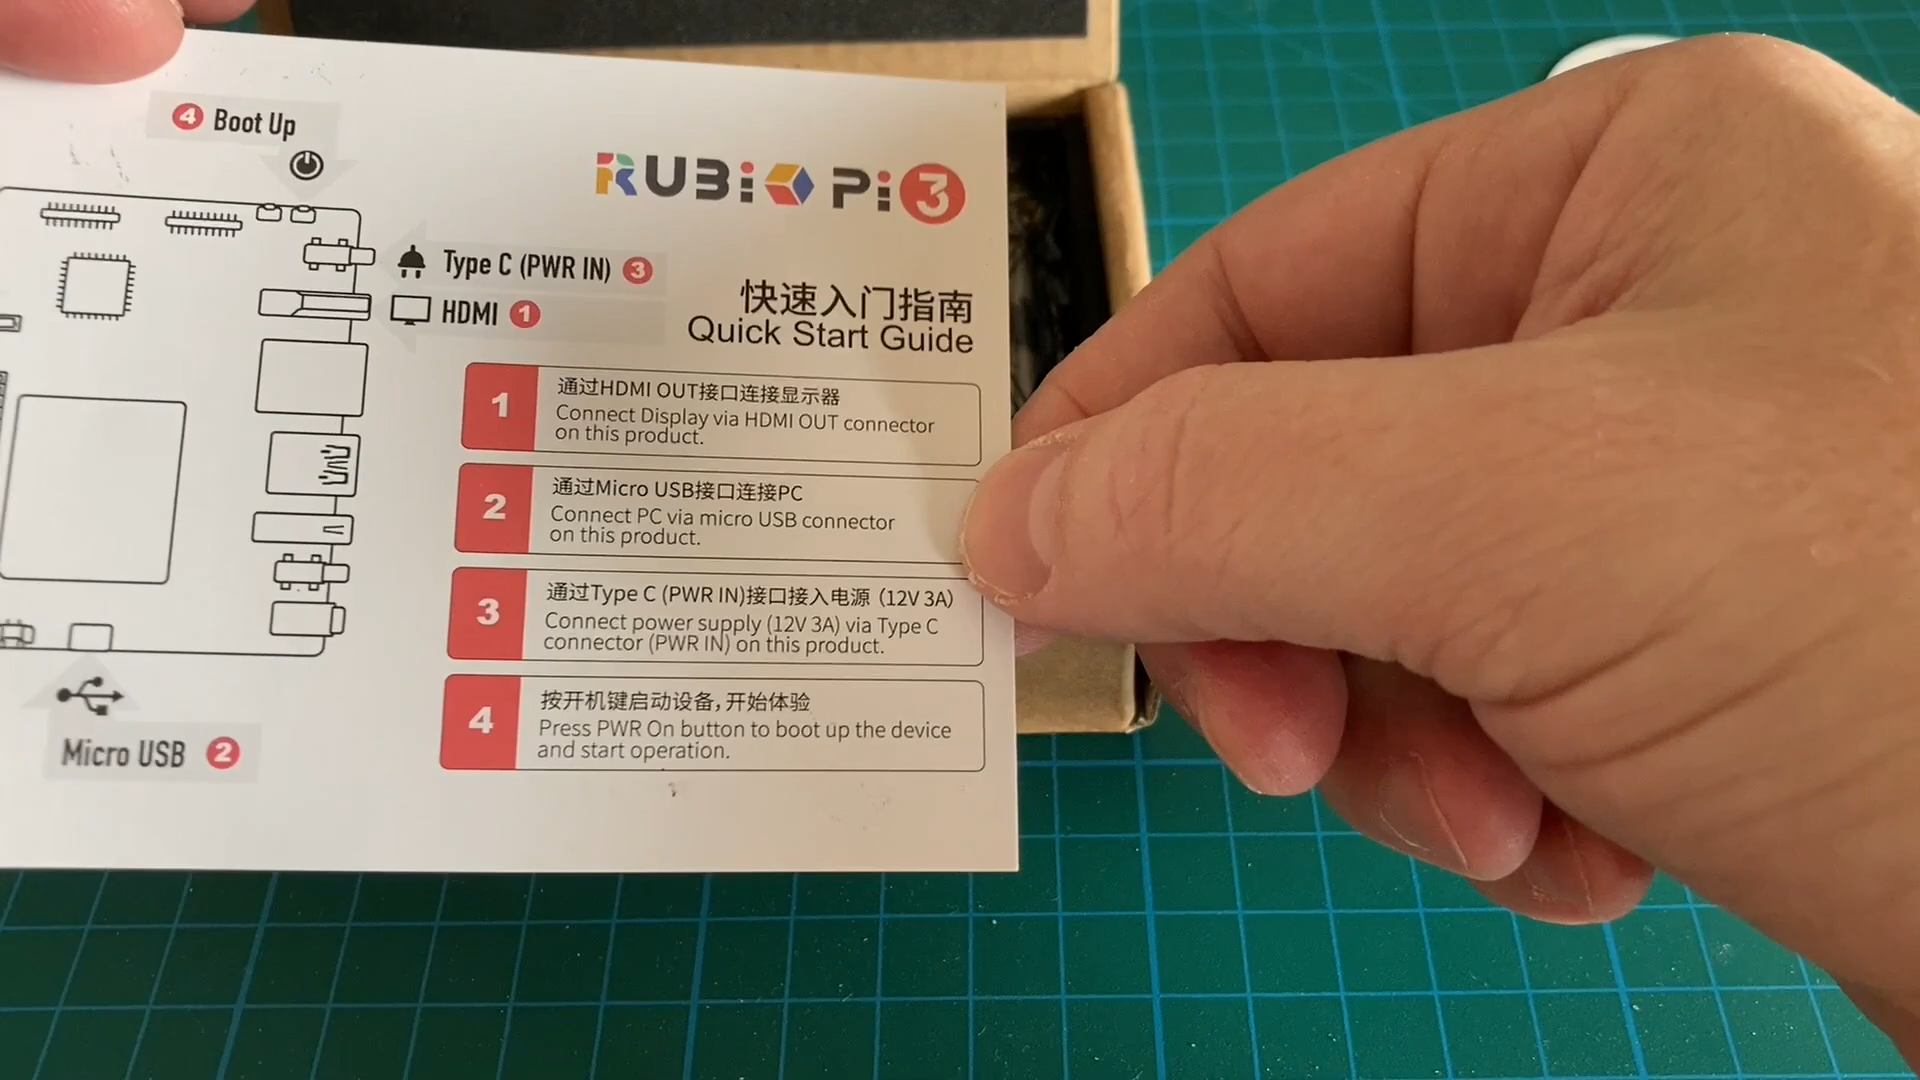 4 Boot Up
RUBiK Pi 3
Type C (PWR IN) 3
HDMI 1
快速入门指南
Quick Start Guide
1
通过HDMI OUT接口连接显示器
Connect Display via HDMI OUT connector
on this product.
2
通过Micro USB接口连接PC
Connect PC via micro USB connector
on this product.
3
通过Type C (PWR IN)接口接入电源 (12V 3A)
Connect power supply (12V 3A) via Type C
connector (PWR IN) on this product.
4
按开机键启动设备，开始体验
Press PWR On button to boot up the device
and start operation.
Micro USB 2